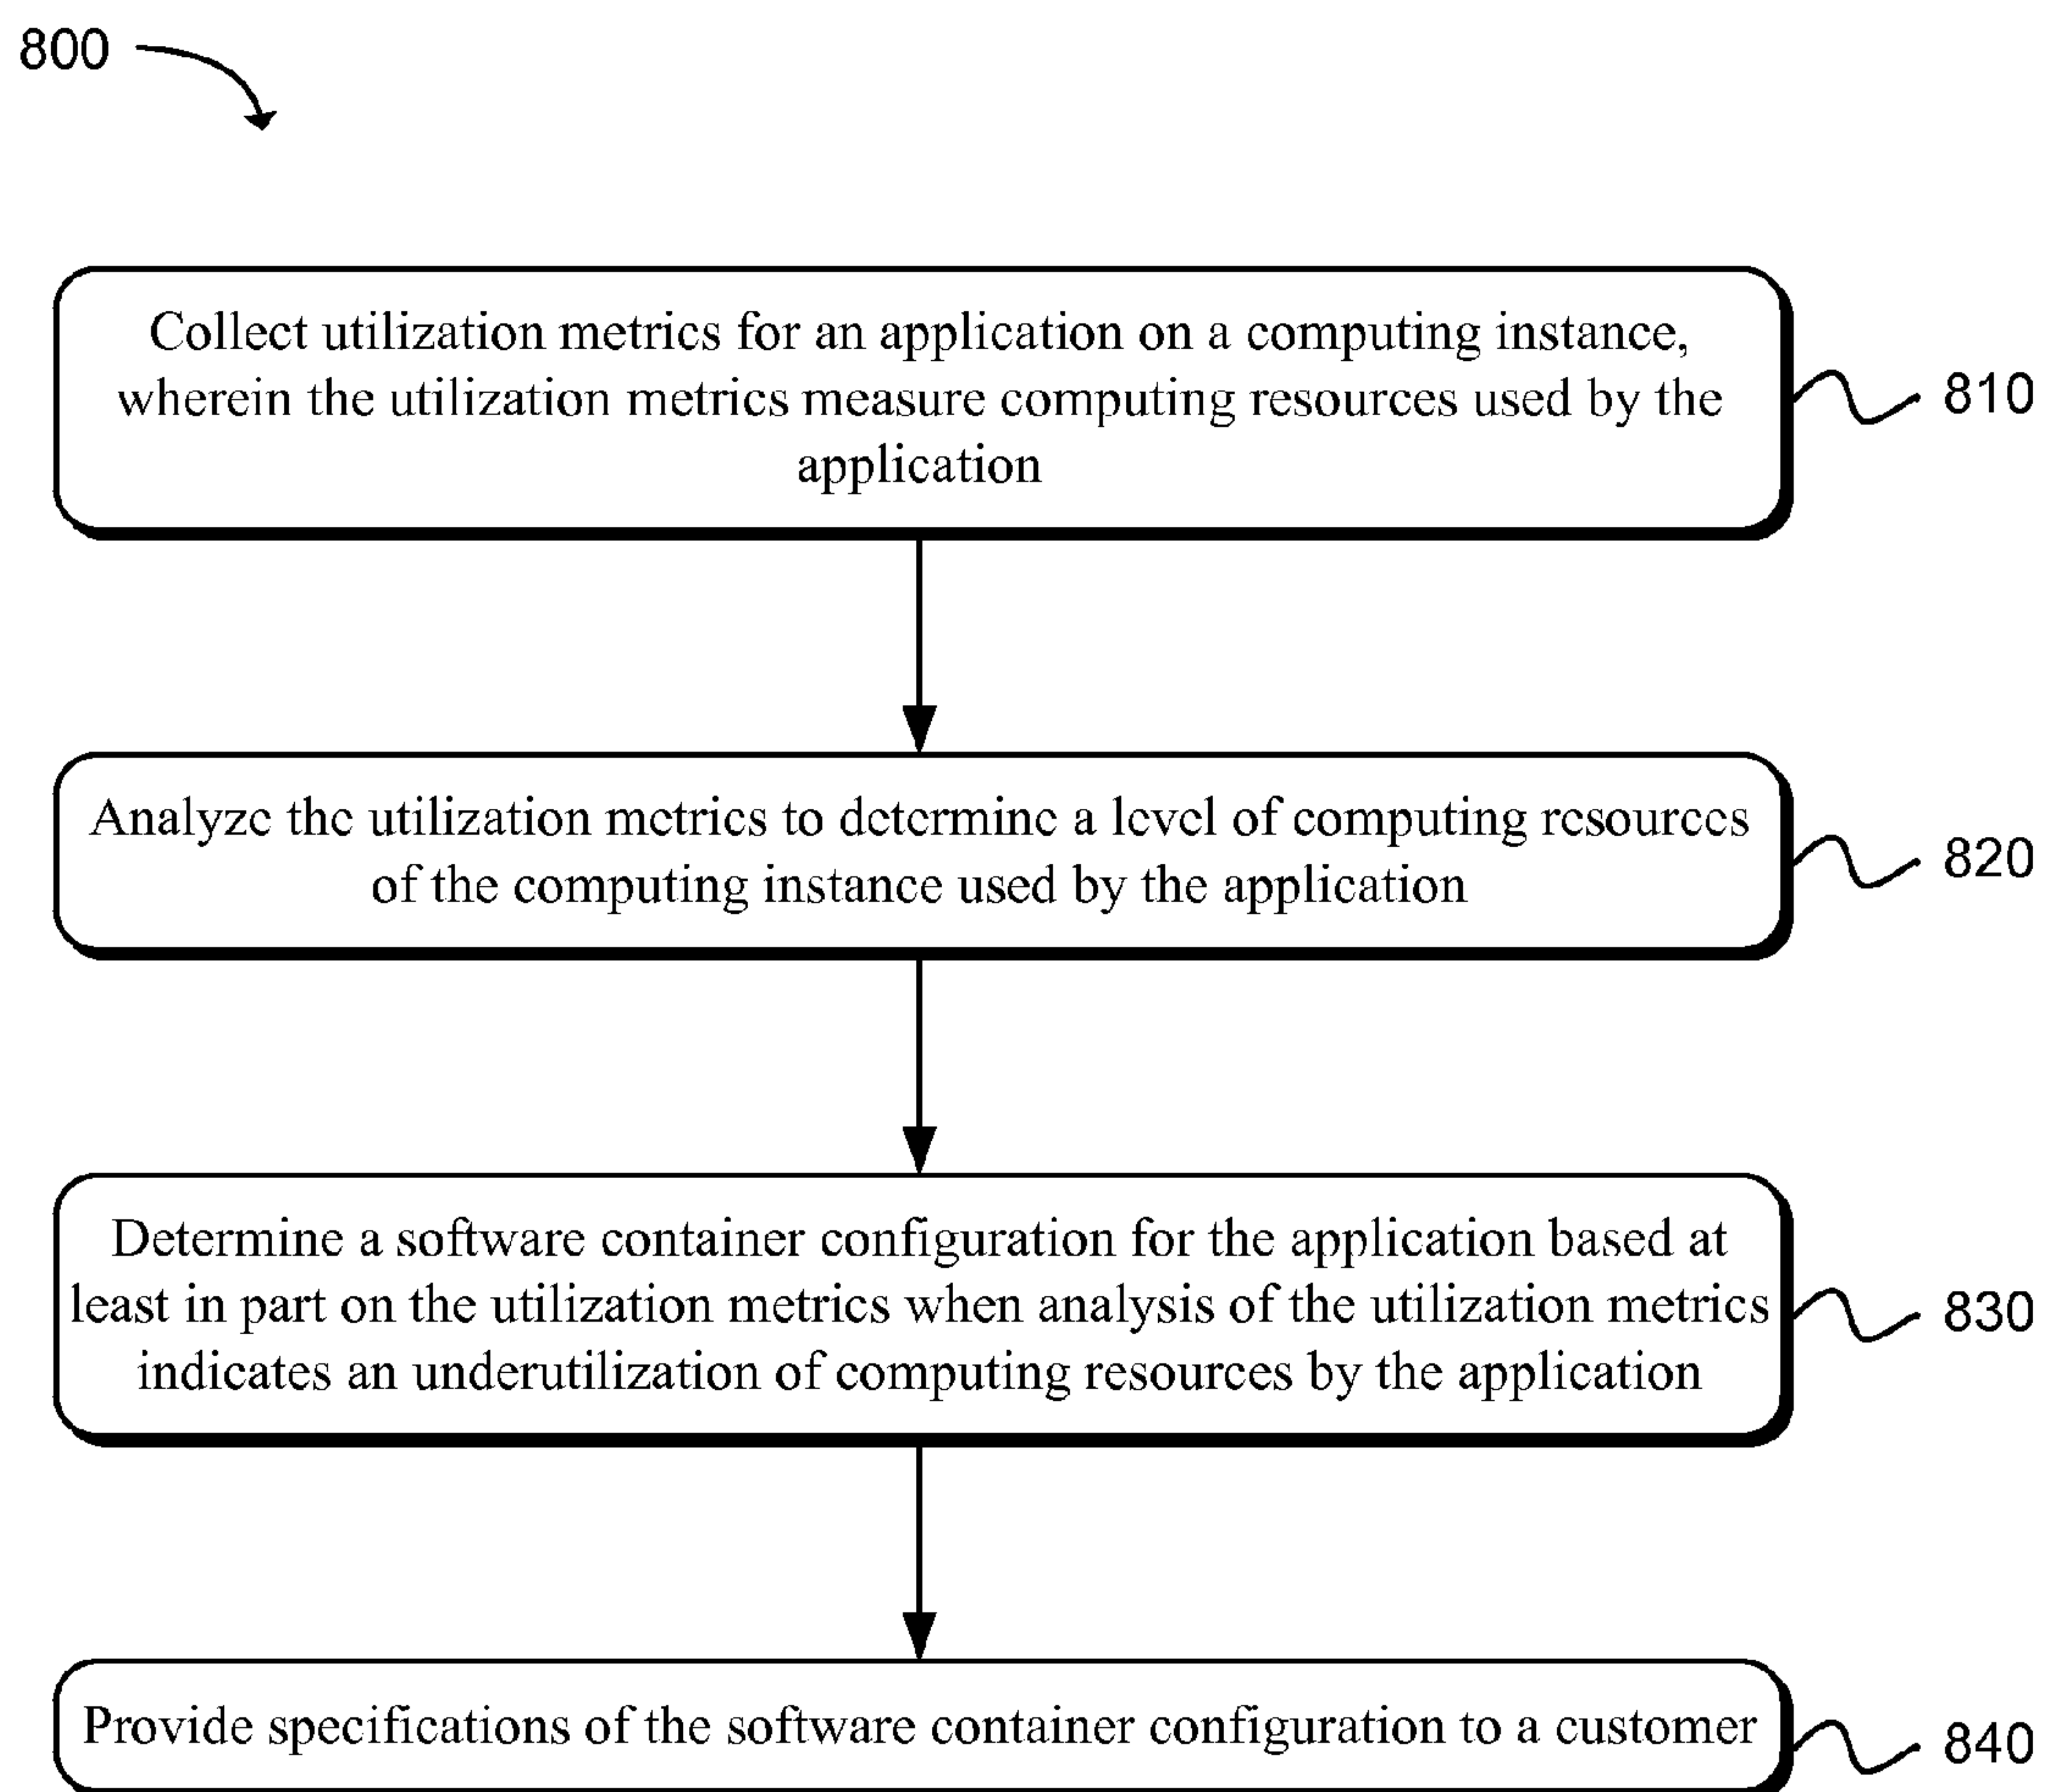 800
Collect utilization metrics for an application on a computing instance,
wherein the utilization metrics measure computing resources used by the
application
810
Analyze the utilization metrics to determine a level of computing resources
of the computing instance used by the application
820
Determine a software container configuration for the application based at
least in part on the utilization metrics when analysis of the utilization metrics
indicates an underutilization of computing resources by the application
830
Provide specifications of the software container configuration to a customer
840